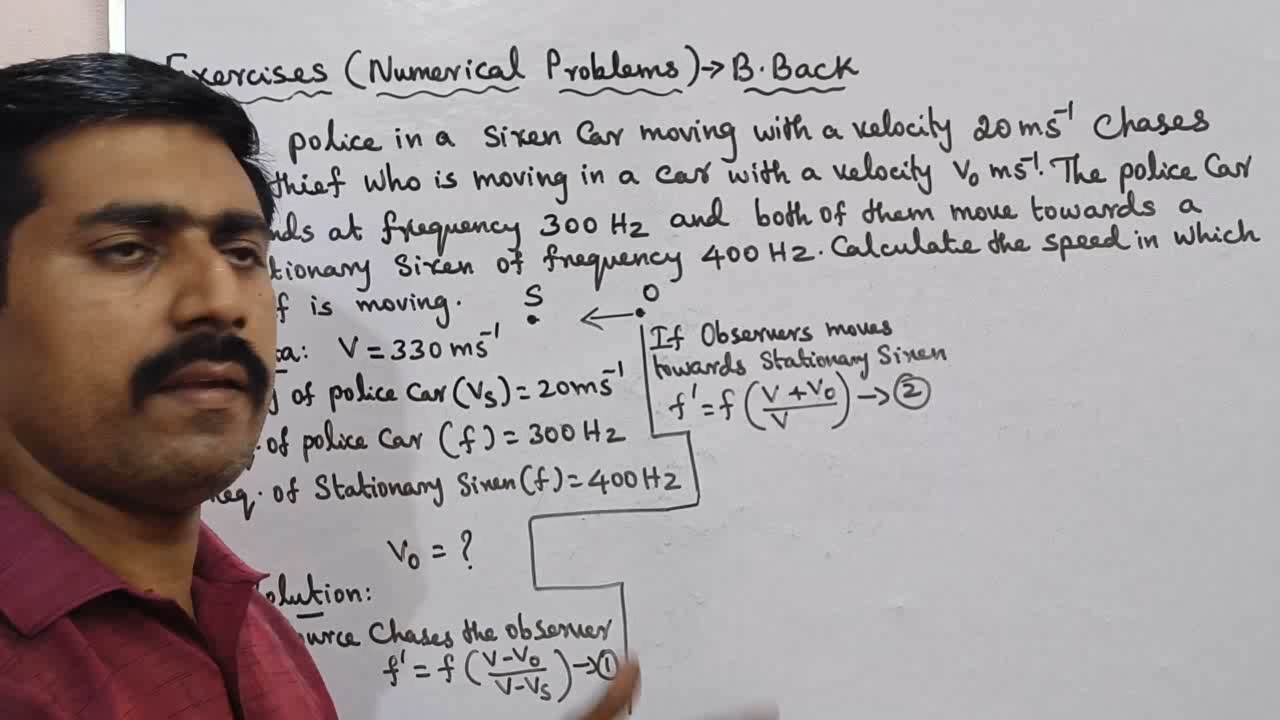 Exercises (Numerical Problems) → B.Back
police in a siren Car moving with a velocity 20 ms⁻¹ Chases
thief who is moving in a car with a velocity V₀ ms⁻¹. The police Car
at frequency 300 Hz and both of them move towards a
Siren of frequency 400 Hz. Calculate the speed in which
is moving.
S ← O
V = 330 ms⁻¹
of police Car (Vs) = 20 ms⁻¹
of police Car (f) = 300 Hz
of Stationary Siren (f) = 400 Hz
V₀ = ?
Solution:
Chases the observer
f' = f ((V-V₀)/(V-Vs)) → ①
If Observers moves
towards Stationary Siren
f' = f ((V+V₀)/V) → ②